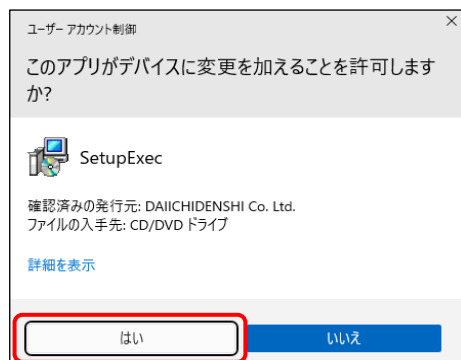 ユーザー アカウント制御
このアプリがデバイスに変更を加えることを許可します
か?
SetupExec
確認済みの発行元: DAIICHIDENSHI Co. Ltd.
ファイルの入手先: CD/DVD ドライブ
詳細を表示
はい
いいえ